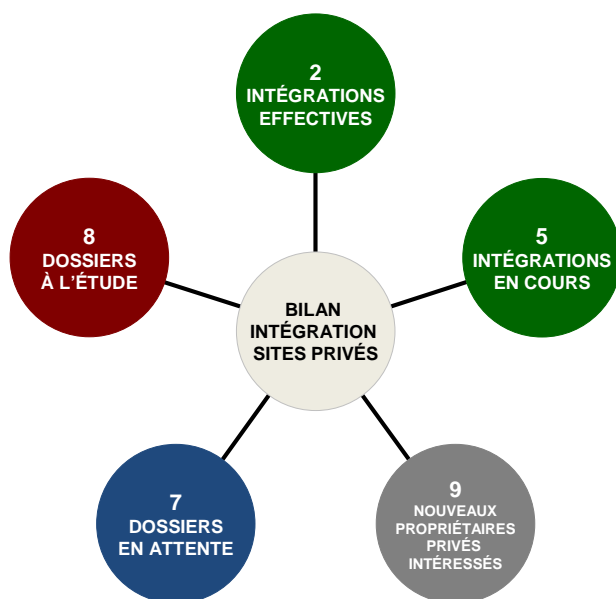 2
INTÉGRATIONS
EFFECTIVES
8
DOSSIERS
À L’ÉTUDE
5
INTÉGRATIONS
EN COURS
BILAN
INTÉGRATION
SITES PRIVÉS
7
DOSSIERS
EN ATTENTE
9
NOUVEAUX
PROPRIÉTAIRES
PRIVÉS
INTÉRESSÉS